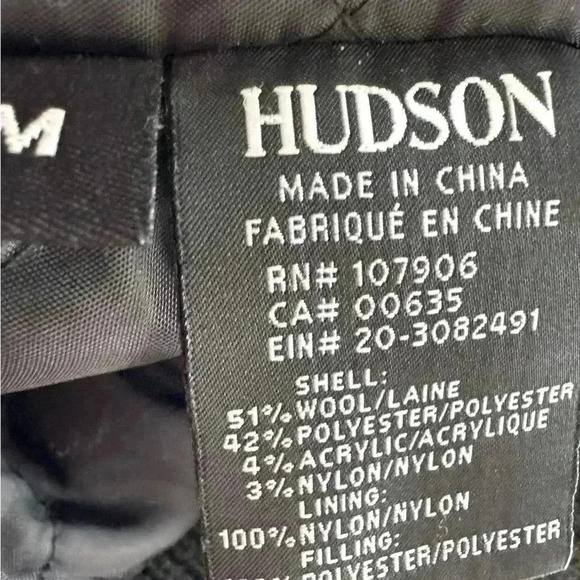 M
HUDSON
MADE IN CHINA
FABRIQUÉ EN CHINE
RN# 107906
CA# 00635
EIN# 20-3082491
SHELL:
51% WOOL/LAINE
42% POLYESTER/POLYESTER
4% ACRYLIC/ACRYLIQUE
3% NYLON/NYLON
LINING:
100% NYLON/NYLON
FILLING:
POLYESTER/POLYESTER